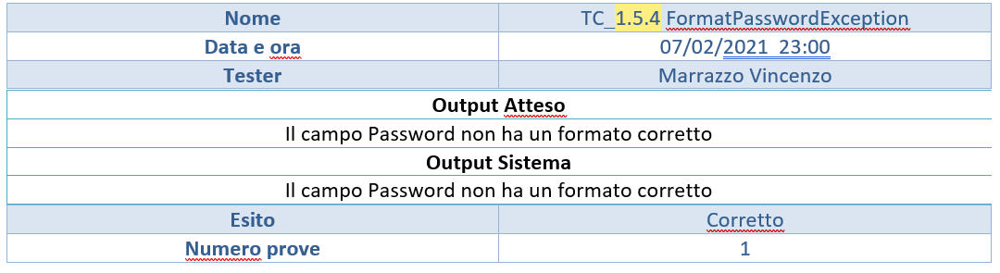 Nome TC_1.5.4 FormatPasswordException
Data e ora 07/02/2021 23:00
Tester Marrazzo Vincenzo
Output Atteso
Il campo Password non ha un formato corretto
Output Sistema
Il campo Password non ha un formato corretto
Esito Corretto
Numero prove 1